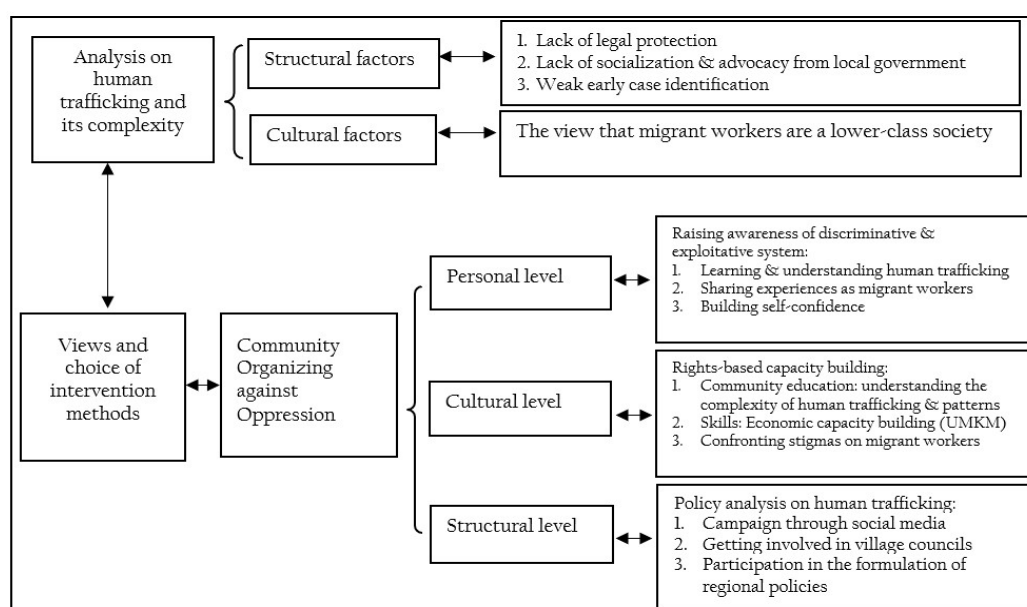 Analysis on
human
trafficking and
its complexity
Structural factors
1. Lack of legal protection
2. Lack of socialization & advocacy from local government
3. Weak early case identification
Cultural factors
The view that migrant workers are a lower-class society
Views and
choice of
intervention
methods
Community
Organizing
against
Oppression
Personal level
Raising awareness of discriminative &
exploitative system:
1. Learning & understanding human trafficking
2. Sharing experiences as migrant workers
3. Building self-confidence
Cultural level
Rights-based capacity building:
1. Community education: understanding the
complexity of human trafficking & patterns
2. Skills: Economic capacity building (UMKM)
3. Confronting stigmas on migrant workers
Structural level
Policy analysis on human trafficking:
1. Campaign through social media
2. Getting involved in village councils
3. Participation in the formulation of
regional policies